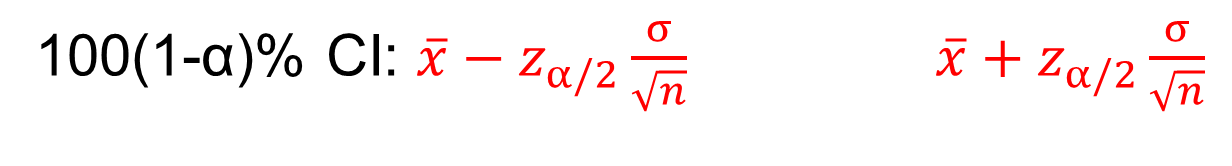 100(1-α)% CI: x̄ − z_{α/2} σ/√n x̄ + z_{α/2} σ/√n